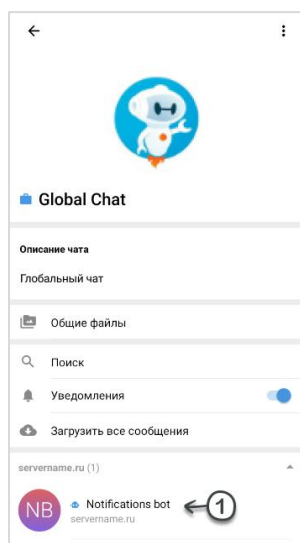 Global Chat
Описание чата
Глобальный чат
Общие файлы
Поиск
Уведомления
Загрузить все сообщения
servername.ru (1)
NB
Notifications bot
servername.ru
1